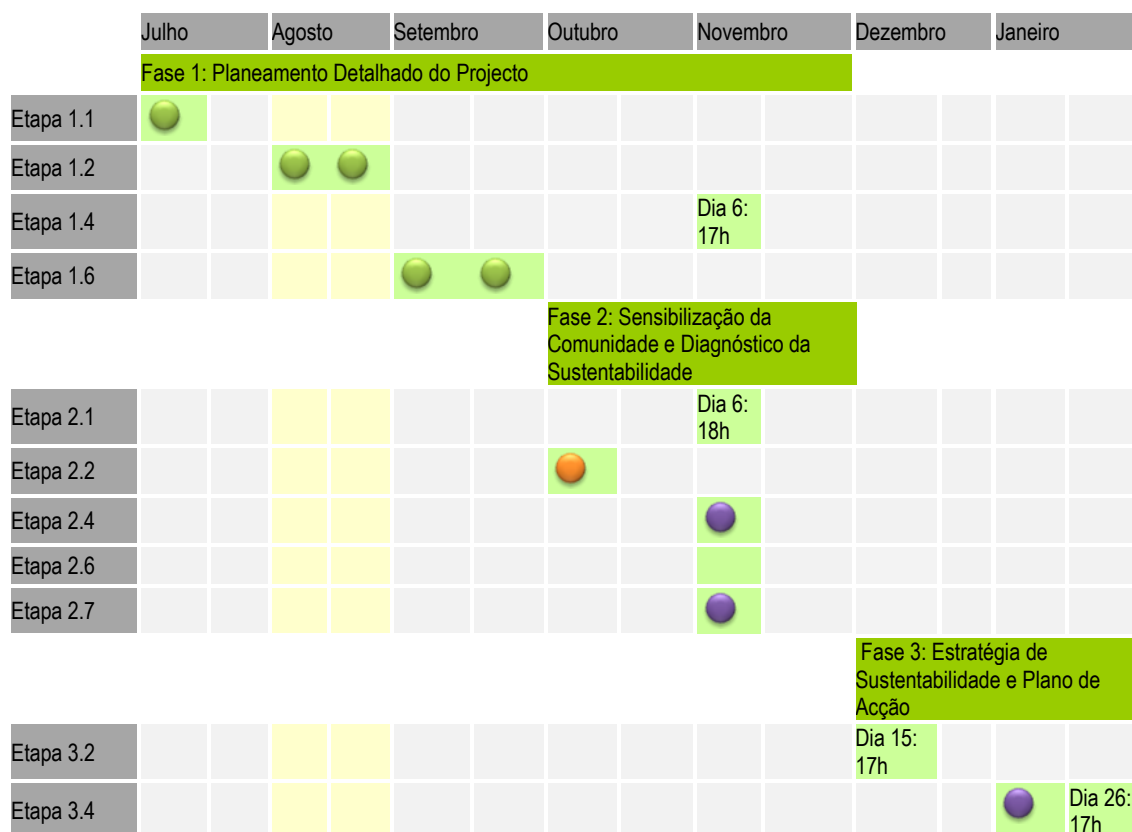 Julho Agosto Setembro Outubro Novembro Dezembro Janeiro
Fase 1: Planeamento Detalhado do Projecto
Etapa 1.1
Etapa 1.2
Etapa 1.4
Dia 6:
17h
Etapa 1.6
Fase 2: Sensibilização da
Comunidade e Diagnóstico da
Sustentabilidade
Etapa 2.1
Dia 6:
18h
Etapa 2.2
Etapa 2.4
Etapa 2.6
Etapa 2.7
Fase 3: Estratégia de
Sustentabilidade e Plano de
Acção
Etapa 3.2
Dia 15:
17h
Etapa 3.4
Dia 26:
17h